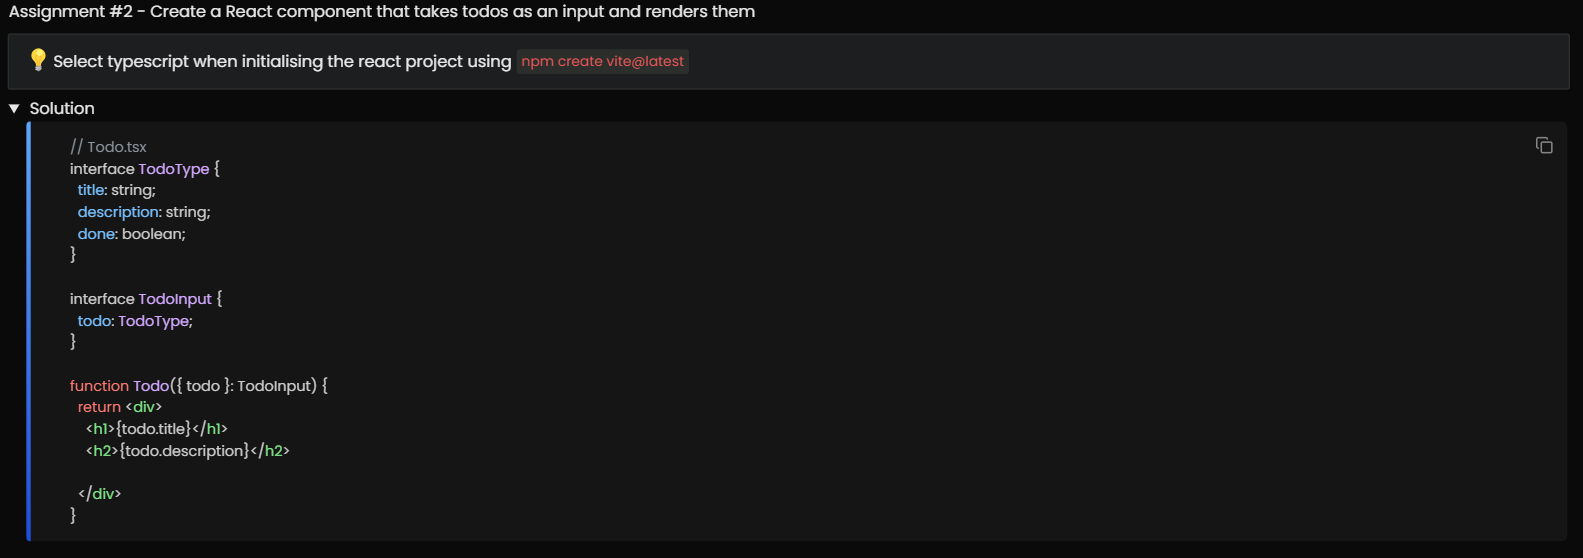 Assignment #2 - Create a React component that takes todos as an input and renders them
💡 Select typescript when initialising the react project using npm create vite@latest
▼ Solution
// Todo.tsx
interface TodoType {
  title: string;
  description: string;
  done: boolean;
}

interface TodoInput {
  todo: TodoType;
}

function Todo({ todo }: TodoInput) {
  return <div>
    <h1>{todo.title}</h1>
    <h2>{todo.description}</h2>

  </div>
}